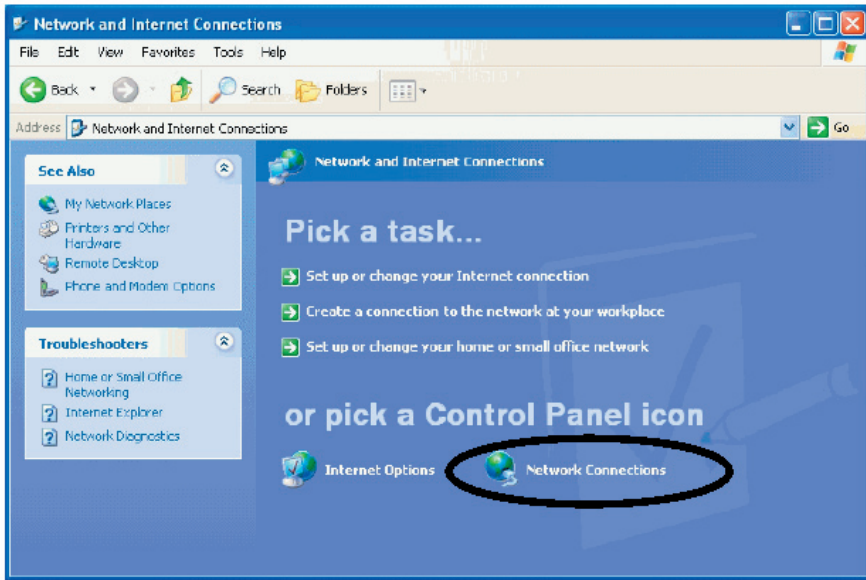 Network and Internet Connections
File Edit View Favorites Tools Help
Back Search Folders
Address Network and Internet Connections Go
See Also
My Network Places
Printers and Other
Hardware
Remote Desktop
Phone and Modem Options
Troubleshooters
Home or Small Office
Networking
Internet Explorer
Network Diagnostics
Network and Internet Connections
Pick a task...
Set up or change your Internet connection
Create a connection to the network at your workplace
Set up or change your home or small office network
or pick a Control Panel icon
Internet Options Network Connections